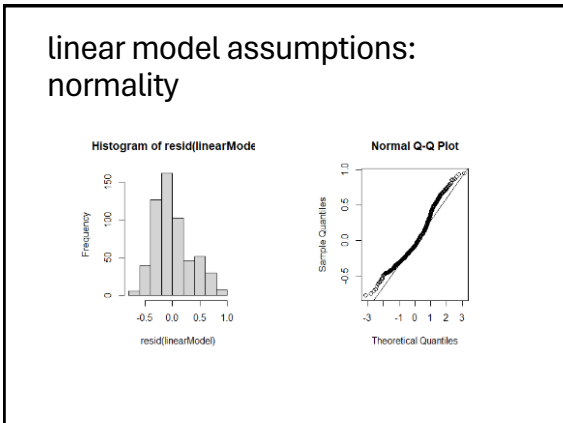 linear model assumptions:
normality
Histogram of resid(linearMode
Frequency
150
100
50
0
-0.5 0.0 0.5 1.0
resid(linearModel)
Normal Q-Q Plot
Sample Quantiles
1.0
0.5
0.0
-0.5
-3 -1 0 1 2 3
Theoretical Quantiles